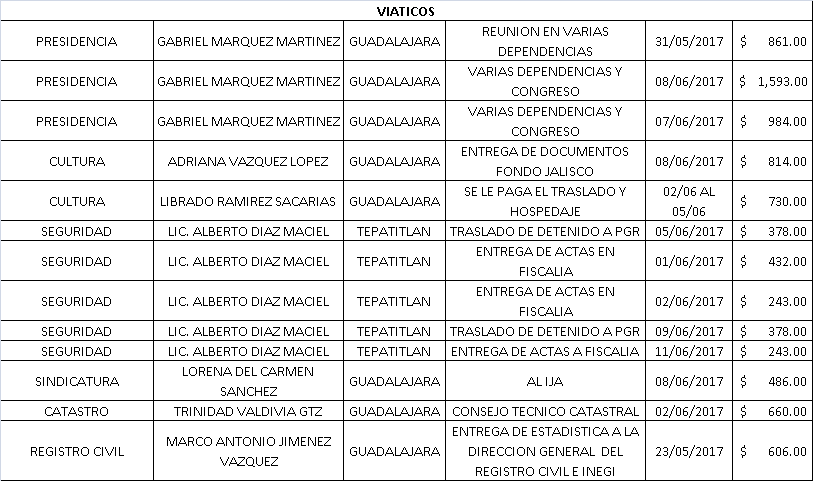 VIATICOS
PRESIDENCIA GABRIEL MARQUEZ MARTINEZ GUADALAJARA REUNION EN VARIAS DEPENDENCIAS 31/05/2017 $ 861.00
PRESIDENCIA GABRIEL MARQUEZ MARTINEZ GUADALAJARA VARIAS DEPENDENCIAS Y CONGRESO 08/06/2017 $ 1,593.00
PRESIDENCIA GABRIEL MARQUEZ MARTINEZ GUADALAJARA VARIAS DEPENDENCIAS Y CONGRESO 07/06/2017 $ 984.00
CULTURA ADRIANA VAZQUEZ LOPEZ GUADALAJARA ENTREGA DE DOCUMENTOS FONDO JALISCO 08/06/2017 $ 814.00
CULTURA LIBRADO RAMIREZ SACARIAS GUADALAJARA SE LE PAGA EL TRASLADO Y HOSPEDAJE 02/06 AL 05/06 $ 730.00
SEGURIDAD LIC. ALBERTO DIAZ MACIEL TEPATITLAN TRASLADO DE DETENIDO A PGR 05/06/2017 $ 378.00
SEGURIDAD LIC. ALBERTO DIAZ MACIEL TEPATITLAN ENTREGA DE ACTAS EN FISCALIA 01/06/2017 $ 432.00
SEGURIDAD LIC. ALBERTO DIAZ MACIEL TEPATITLAN ENTREGA DE ACTAS EN FISCALIA 02/06/2017 $ 243.00
SEGURIDAD LIC. ALBERTO DIAZ MACIEL TEPATITLAN TRASLADO DE DETENIDO A PGR 09/06/2017 $ 378.00
SEGURIDAD LIC. ALBERTO DIAZ MACIEL TEPATITLAN ENTREGA DE ACTAS A FISCALIA 11/06/2017 $ 243.00
SINDICATURA LORENA DEL CARMEN SANCHEZ GUADALAJARA AL IJA 08/06/2017 $ 486.00
CATASTRO TRINIDAD VALDIVIA GTZ GUADALAJARA CONSEJO TECNICO CATASTRAL 02/06/2017 $ 660.00
REGISTRO CIVIL MARCO ANTONIO JIMENEZ VAZQUEZ GUADALAJARA ENTREGA DE ESTADISTICA A LA DIRECCION GENERAL DEL REGISTRO CIVIL E INEGI 23/05/2017 $ 606.00